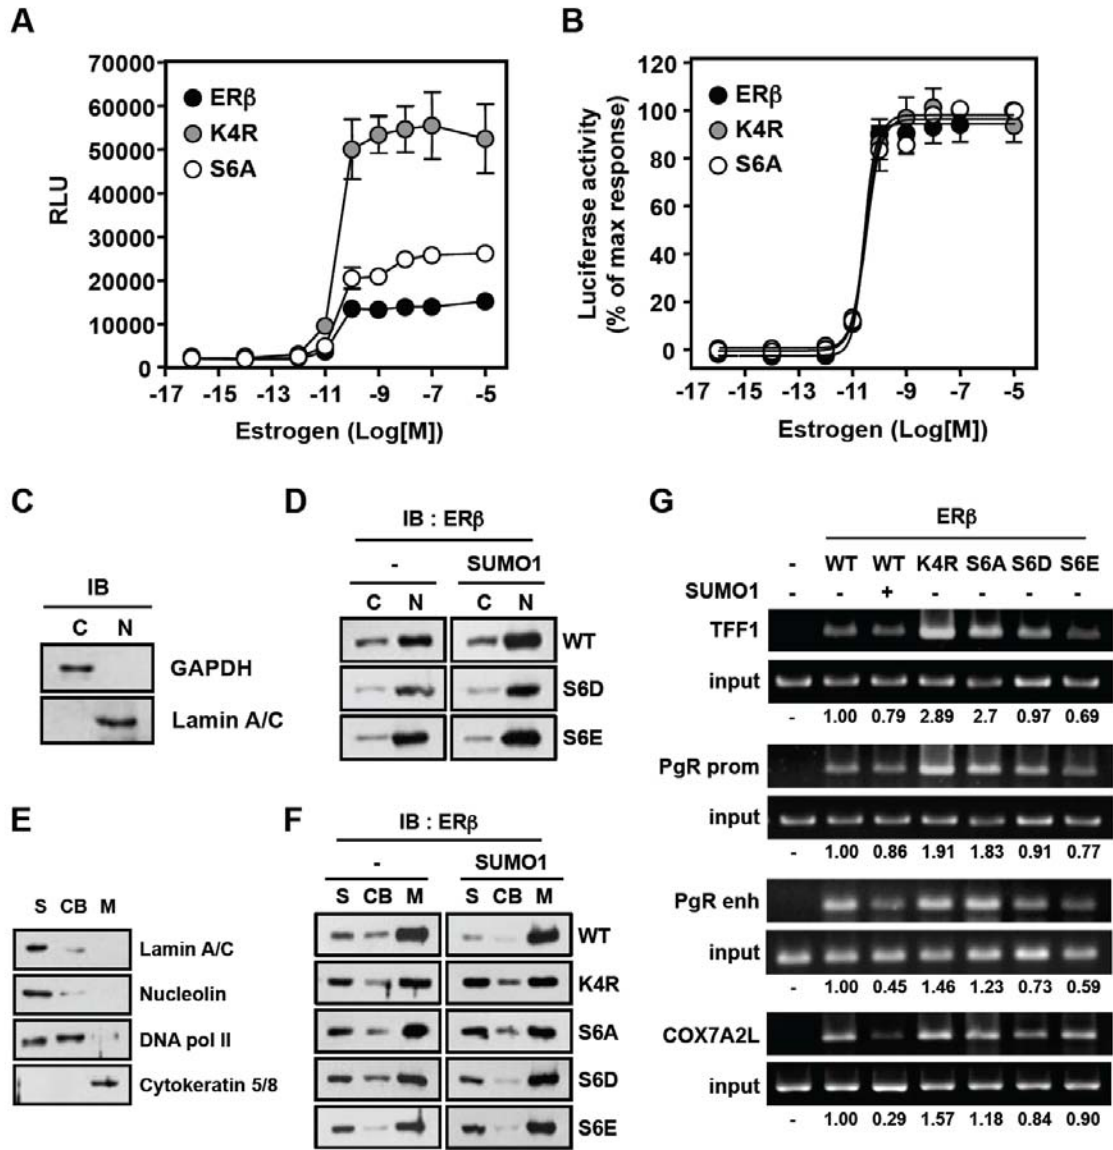 A
RLU
70000
60000
50000
40000
30000
20000
10000
0
ERβ
K4R
S6A
-17 -15 -13 -11 -9 -7 -5
Estrogen (Log[M])
B
Luciferase activity
(% of max response)
120
100
80
60
40
20
0
ERβ
K4R
S6A
-17 -15 -13 -11 -9 -7 -5
Estrogen (Log[M])
C
IB
C N
GAPDH
Lamin A/C
D
IB : ERβ
- SUMO1
C N C N
WT
S6D
S6E
E
S CB M
Lamin A/C
Nucleolin
DNA pol II
Cytokeratin 5/8
F
IB : ERβ
- SUMO1
S CB M S CB M
WT
K4R
S6A
S6D
S6E
G
ERβ
- WT WT K4R S6A S6D S6E
SUMO1 - - + - - - -
TFF1
input
- 1.00 0.79 2.89 2.7 0.97 0.69
PgR prom
input
- 1.00 0.86 1.91 1.83 0.91 0.77
PgR enh
input
- 1.00 0.45 1.46 1.23 0.73 0.59
COX7A2L
input
- 1.00 0.29 1.57 1.18 0.84 0.90